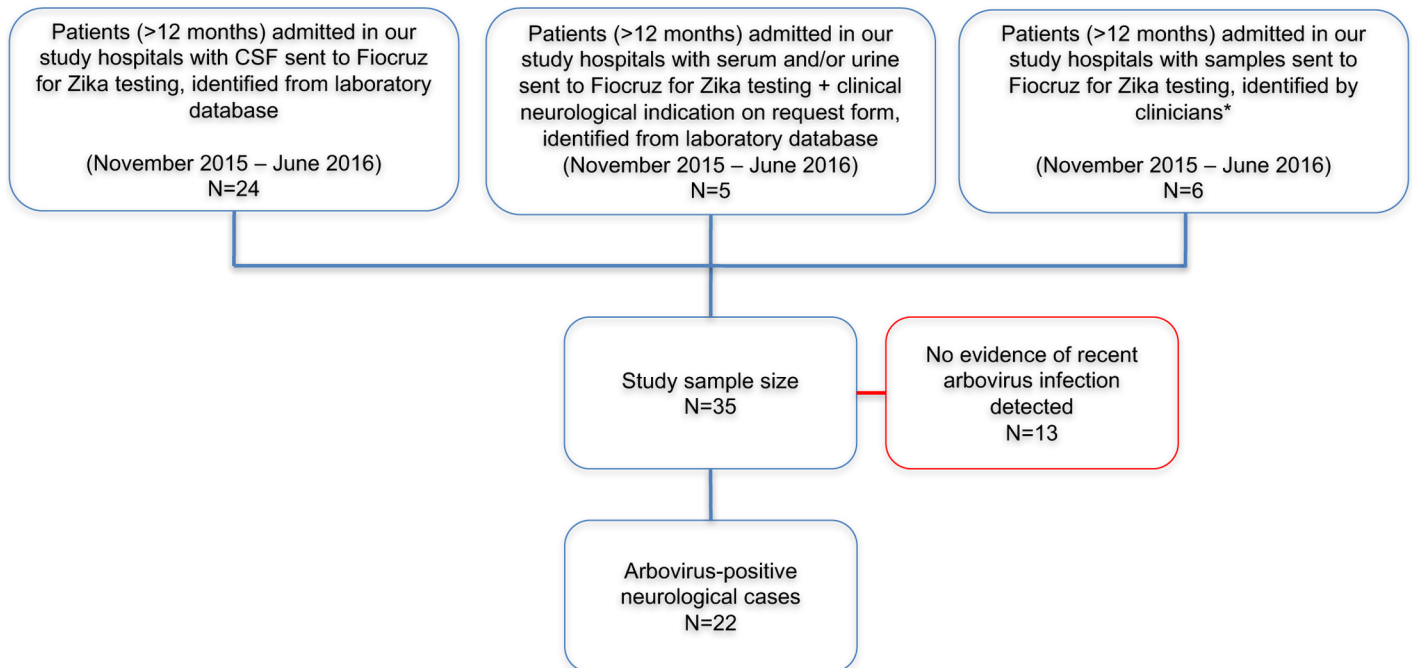 Patients (>12 months) admitted in our
study hospitals with CSF sent to Fiocruz
for Zika testing, identified from laboratory
database
(November 2015 – June 2016)
N=24
Patients (>12 months) admitted in our
study hospitals with serum and/or urine
sent to Fiocruz for Zika testing + clinical
neurological indication on request form,
identified from laboratory database
(November 2015 – June 2016)
N=5
Patients (>12 months) admitted in our
study hospitals with samples sent to
Fiocruz for Zika testing, identified by
clinicians*
(November 2015 – June 2016)
N=6
Study sample size
N=35
No evidence of recent
arbovirus infection
detected
N=13
Arbovirus-positive
neurological cases
N=22